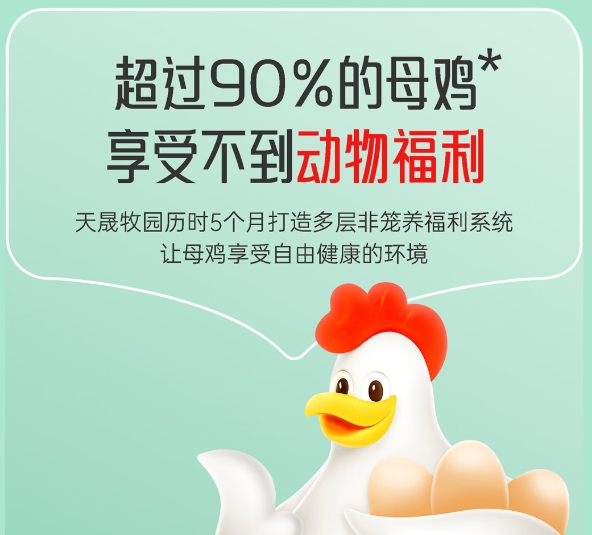 超过90%的母鸡*
享受不到动物福利
天晟牧园历时5个月打造多层非笼养福利系统
让母鸡享受自由健康的环境